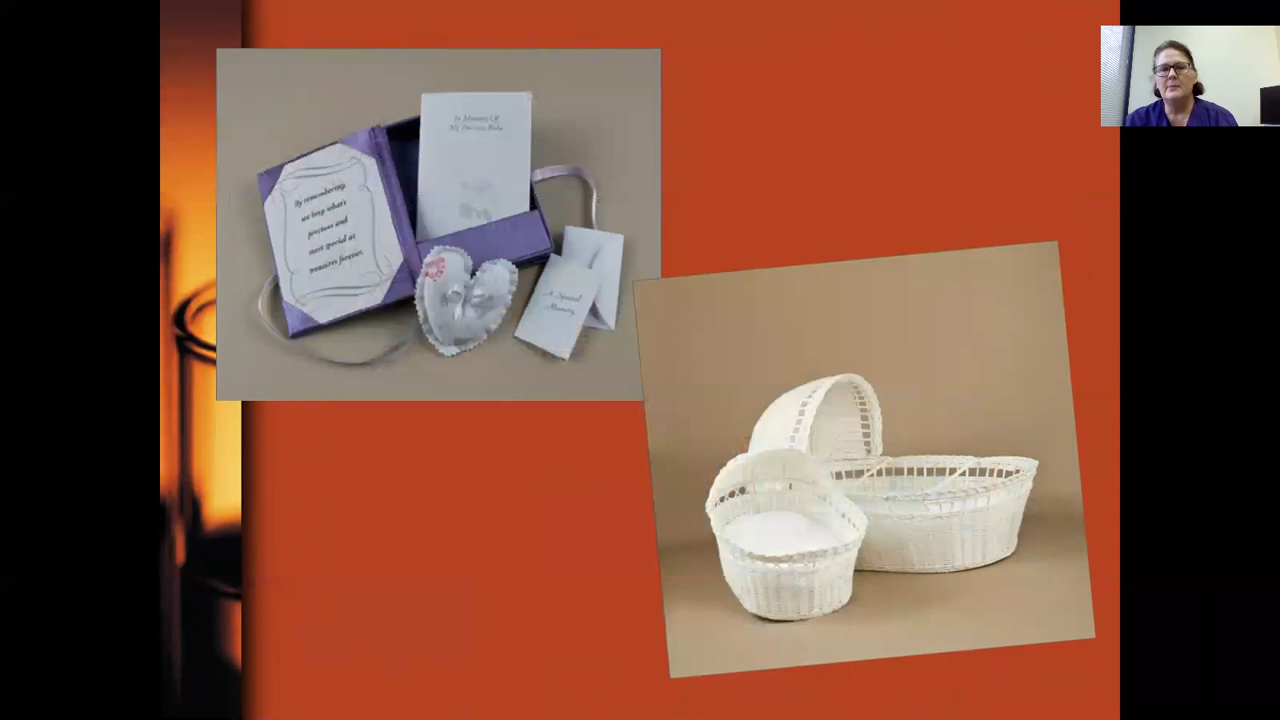 In Memory Of
My Precious Baby
By remembering,
we keep what's
precious and
most special as
treasures forever.
A Special
Memory